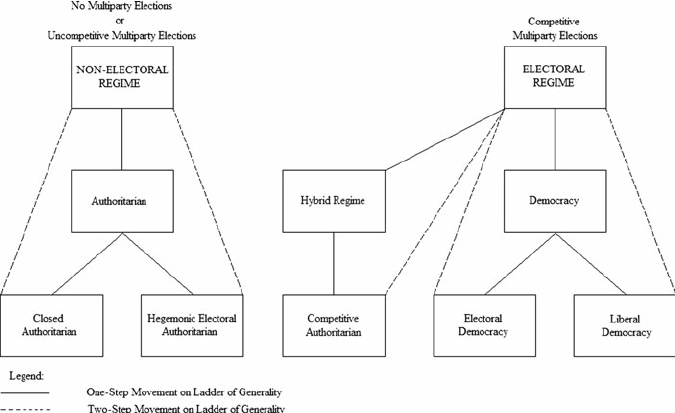 No Multiparty Elections
or
Uncompetitive Multiparty Elections
NON-ELECTORAL
REGIME
Competitive
Multiparty Elections
ELECTORAL
REGIME
Authoritarian
Hybrid Regime
Democracy
Closed
Authoritarian
Hegemonic Electoral
Authoritarian
Competitive
Authoritarian
Electoral
Democracy
Liberal
Democracy
Legend:
One-Step Movement on Ladder of Generality
Two-Step Movement on Ladder of Generality